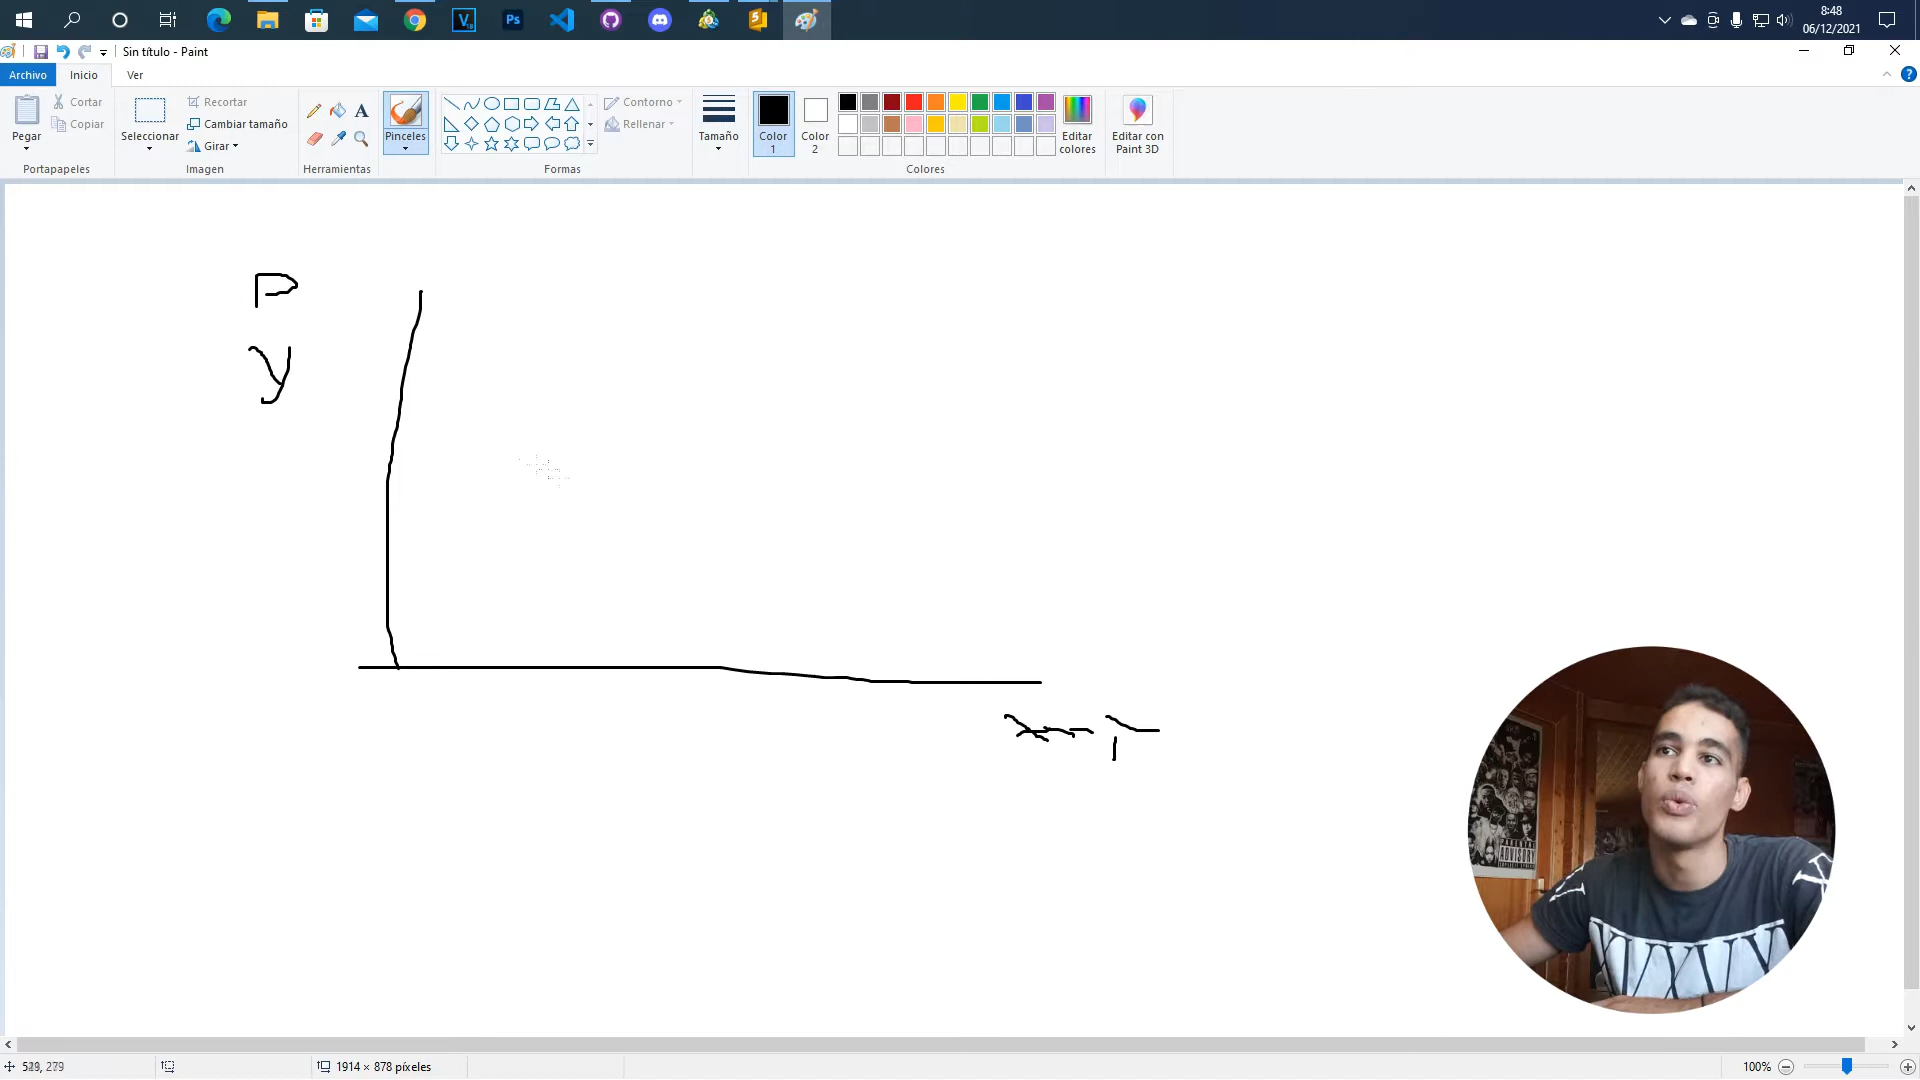 8:48
06/12/2021
Sin título - Paint
Archivo Inicio Ver
Pegar
Cortar
Copiar
Portapapeles
Seleccionar
Recortar
Cambiar tamaño
Girar
Imagen
A
Herramientas
Pinceles
Contorno
Rellenar
Formas
Tamaño
Color
1
Color
2
Editar
colores
Colores
Editar con
Paint 3D
P
y
PARENTAL
ADVISORY
1914 × 878 píxeles
100%